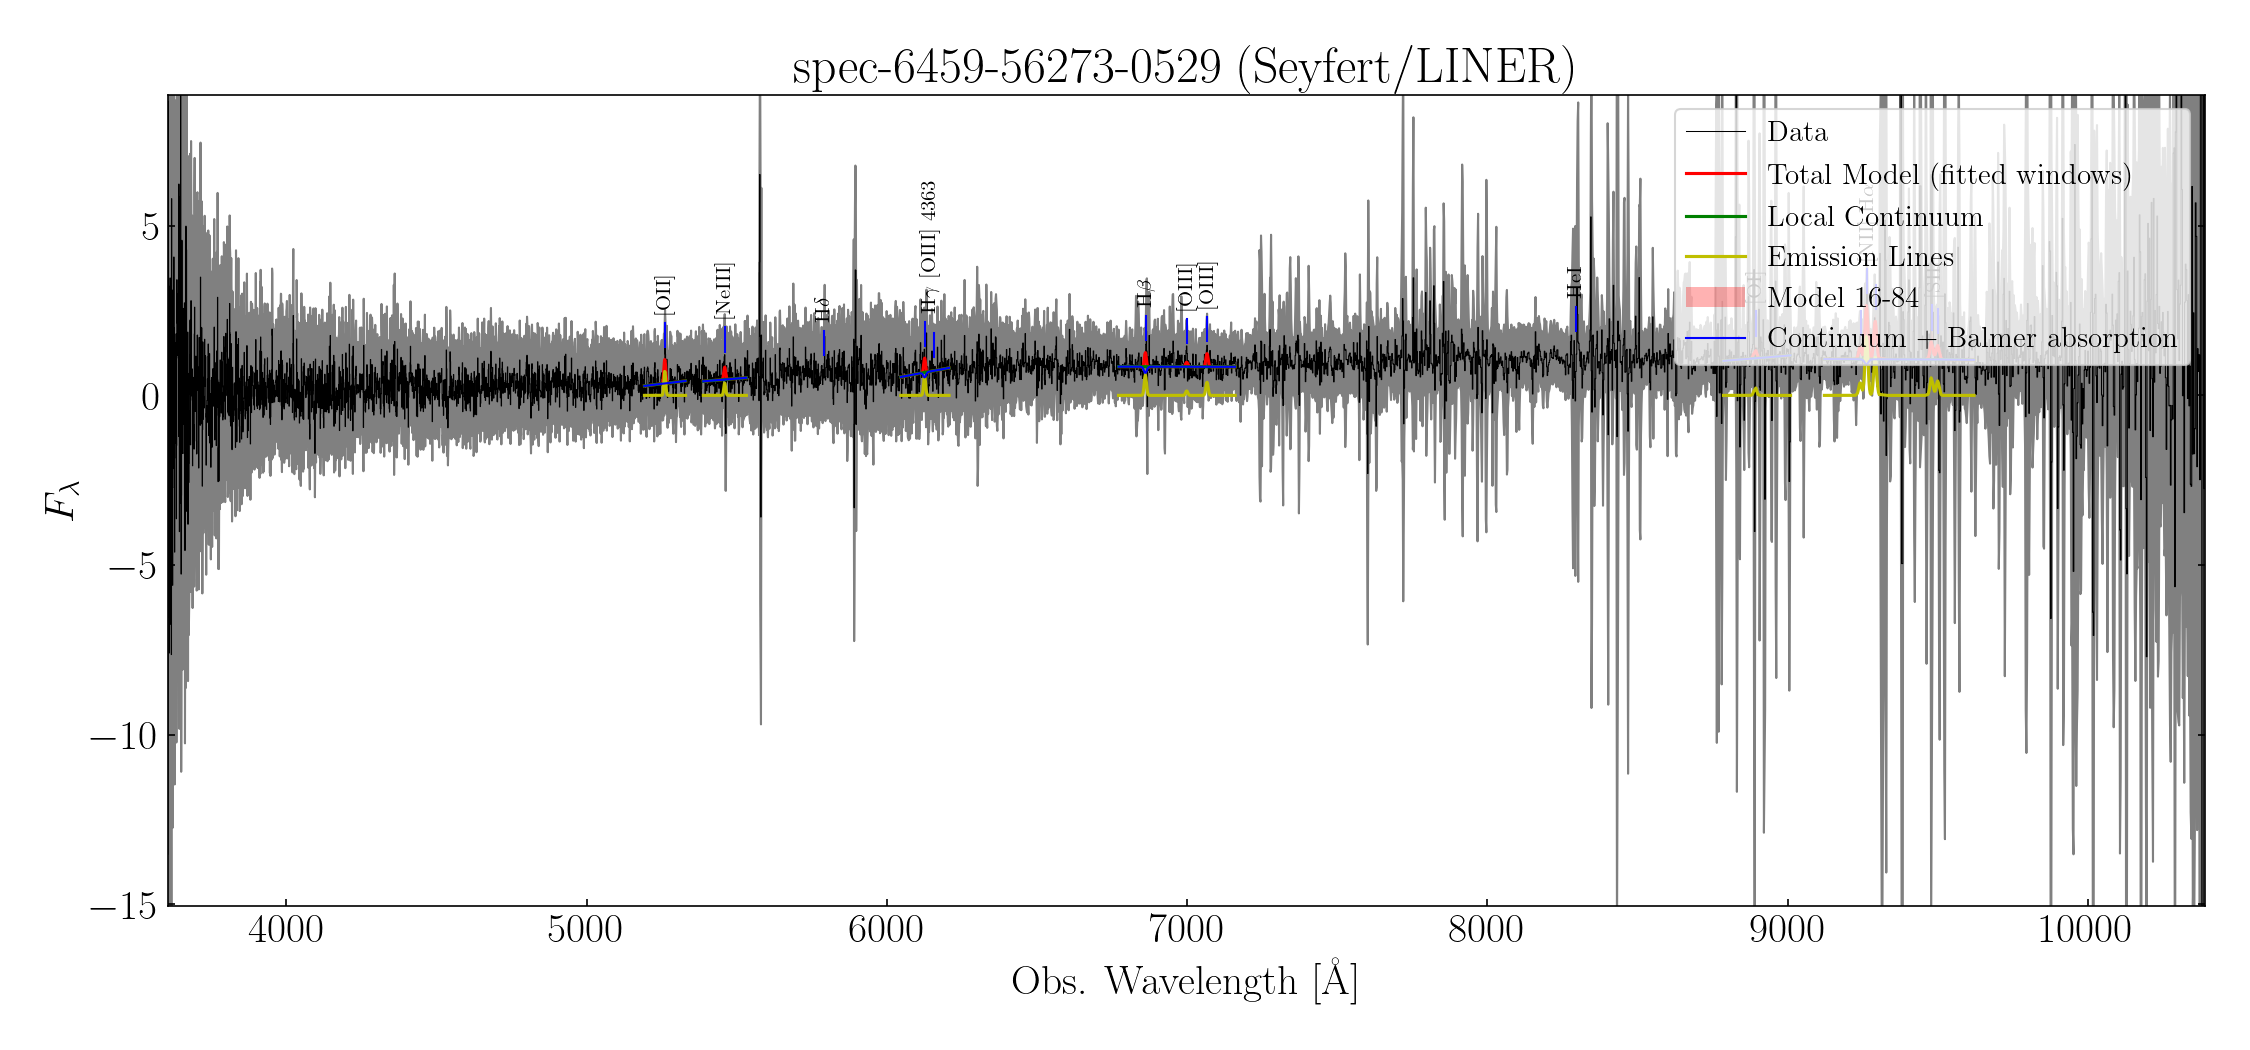 spec-6459-56273-0529 (Seyfert/LINER)
Data
Total Model (fitted windows)
Local Continuum
Emission Lines
Model 16-84
Continuum + Balmer absorption
[OII]
[NeIII]
Hδ
Hγ
[OIII] 4363
Hβ
[OIII]
[OIII]
HeI
5
0
−5
−10
−15
Fλ
4000
5000
6000
7000
8000
9000
10000
Obs. Wavelength [Å]